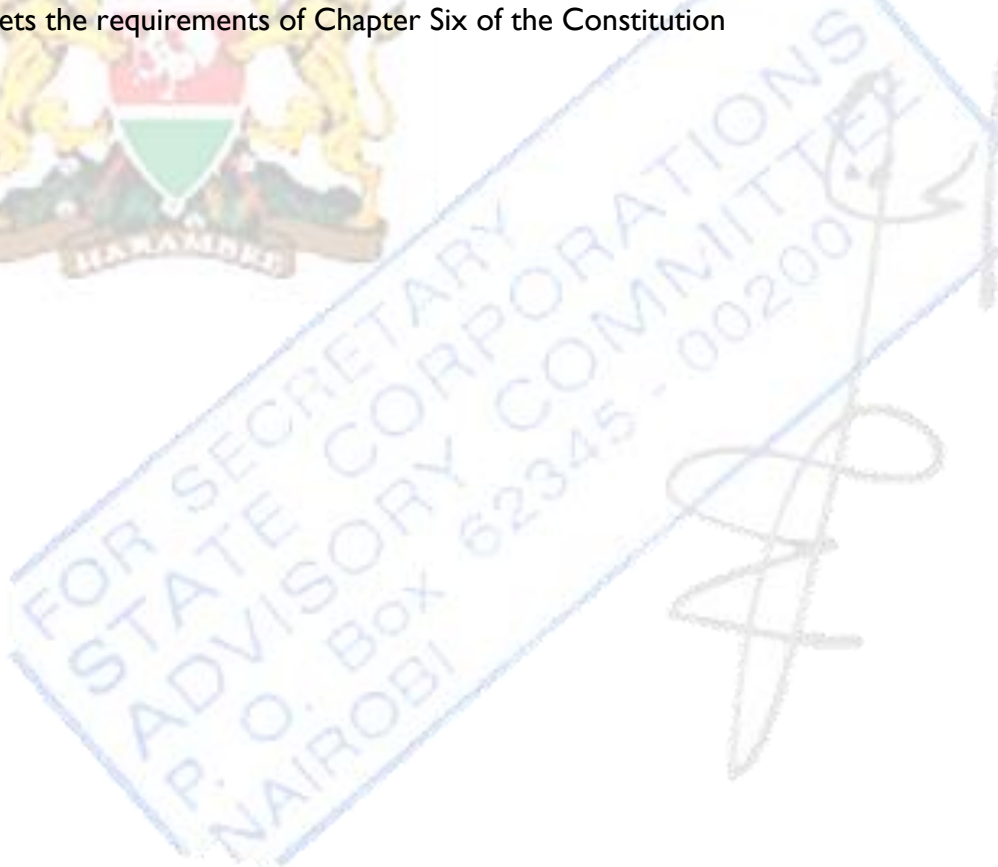 ets the requirements of Chapter Six of the Constitution
HARAMBEE
FOR SECRETARY
STATE CORPORATIONS
ADVISORY COMMITTEE
P. O. Box 62345 - 00200
NAIROBI